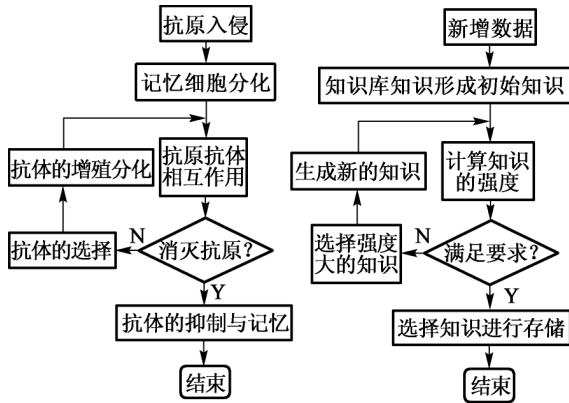 抗原入侵
记忆细胞分化
抗原抗体
相互作用
抗体的增殖分化
抗体的选择
N
消灭抗原?
Y
抗体的抑制与记忆
结束
新增数据
知识库知识形成初始知识
计算知识
的强度
生成新的知识
选择强度
大的知识
N
满足要求?
Y
选择知识进行存储
结束